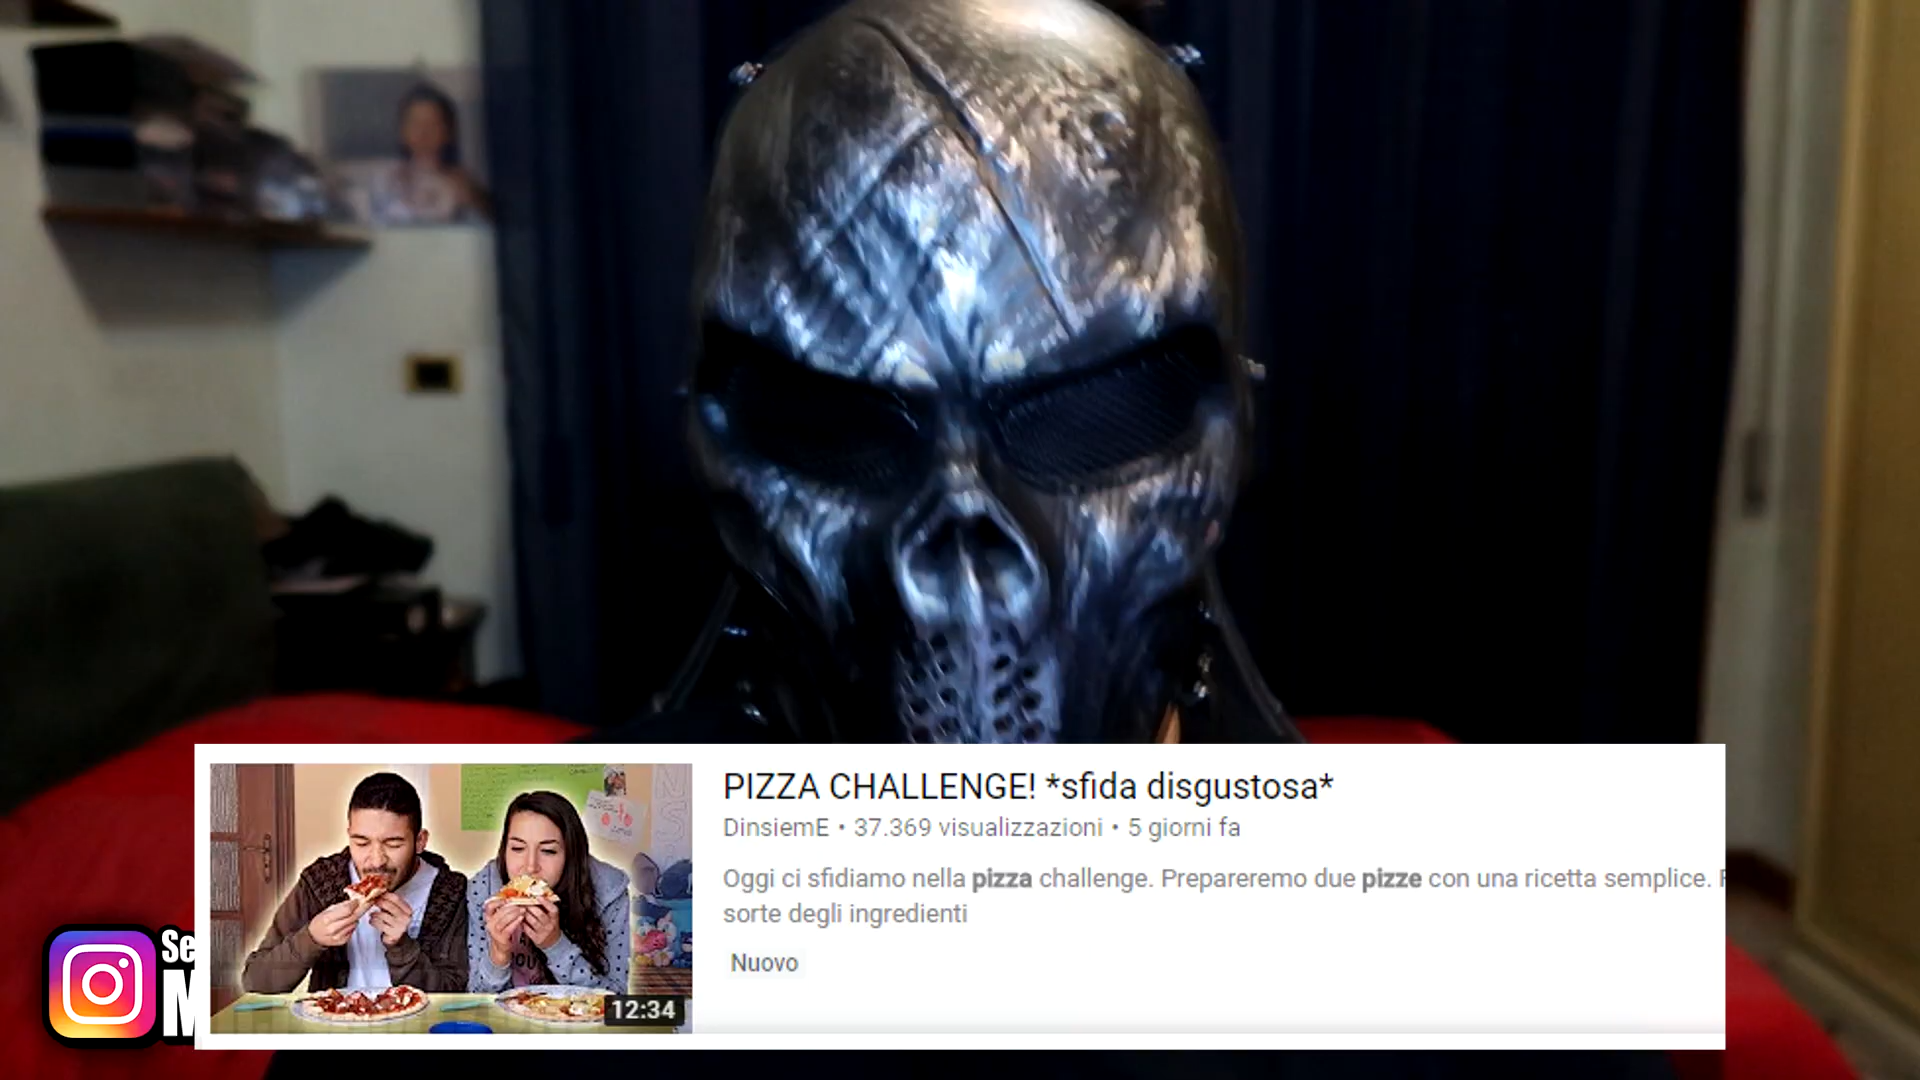 PIZZA CHALLENGE! *sfida disgustosa*
DinsiemE • 37.369 visualizzazioni • 5 giorni fa
Oggi ci sfidiamo nella pizza challenge. Prepareremo due pizze con una ricetta semplice.
sorte degli ingredienti
Nuovo
12:34
Se
M